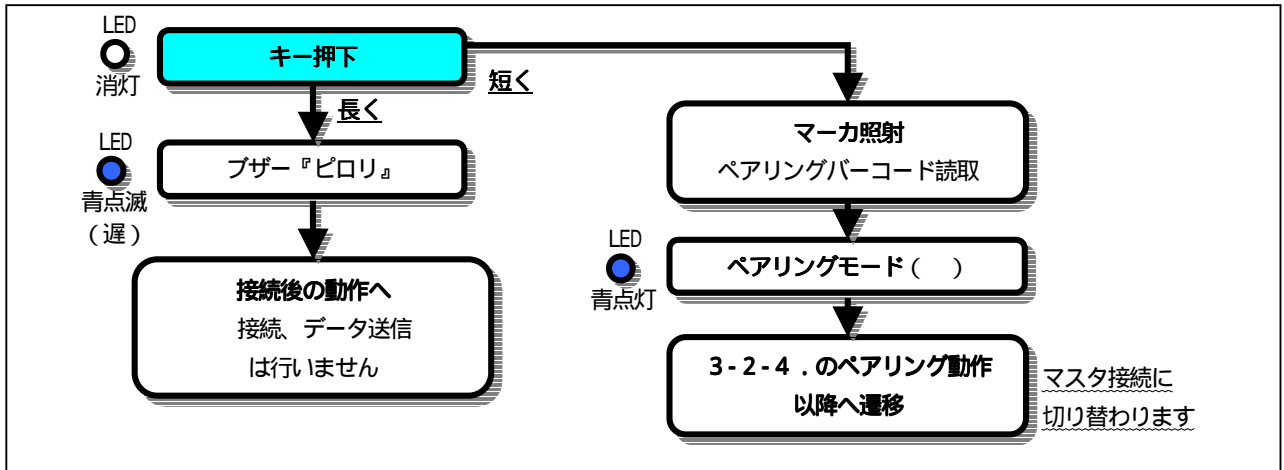 LED
消灯
キー押下
短く
長く
LED
青点滅
（遅）
ブザー『ピロリ』
接続後の動作へ
接続、データ送信
は行いません
マーカ照射
ペアリングバーコード読取
LED
青点灯
ペアリングモード（　）
３-２-４．のペアリング動作
以降へ遷移
マスタ接続に
切り替わります